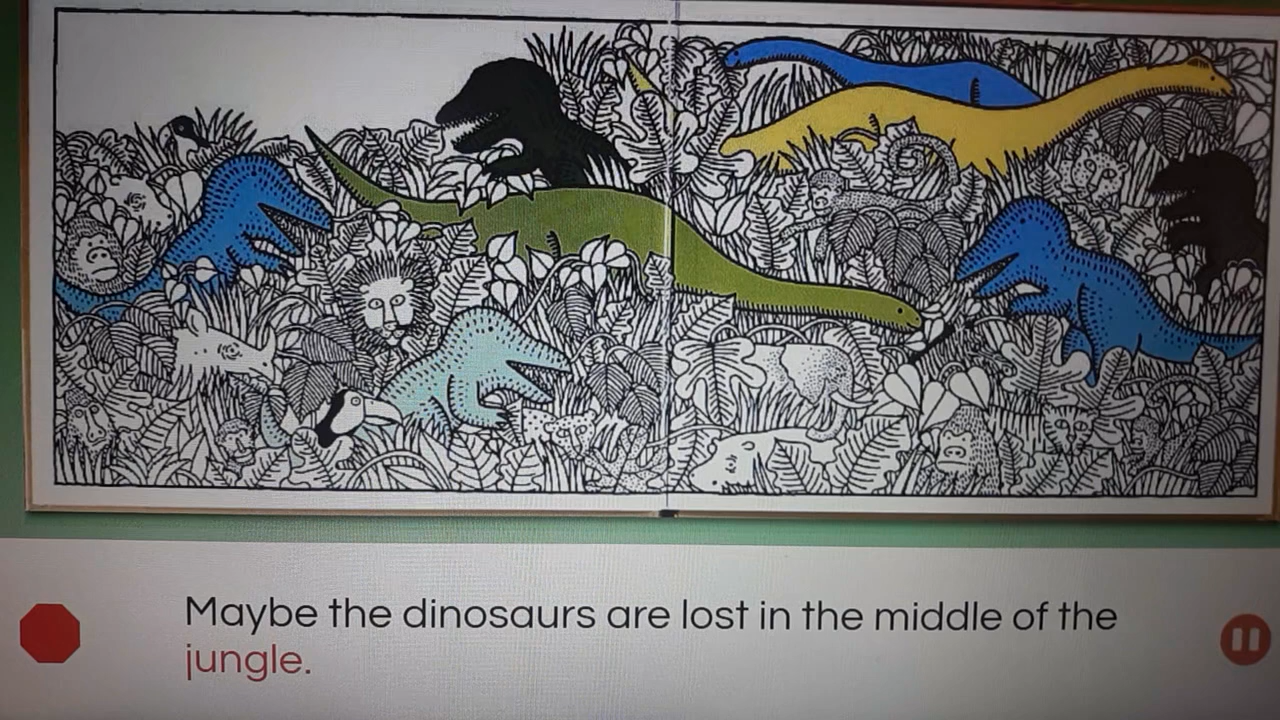 Maybe the dinosaurs are lost in the middle of the
jungle.